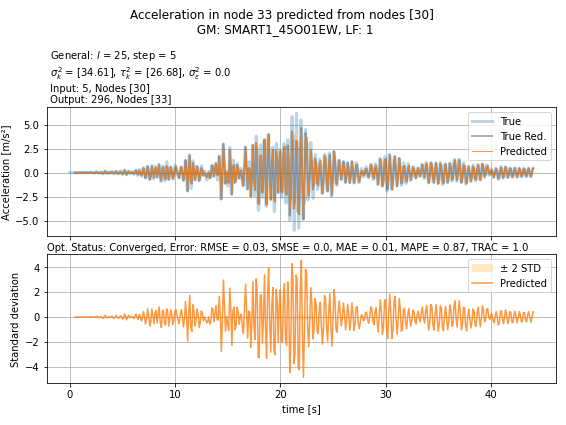 Acceleration in node 33 predicted from nodes [30]
GM: SMART1_45O01EW, LF: 1
General: l = 25, step = 5
σ²ₖ = [34.61], τ²ₖ = [26.68], σ²_ε = 0.0
Input: 5, Nodes [30]
Output: 296, Nodes [33]
Acceleration [m/s²]
5.0
2.5
0.0
−2.5
−5.0
True
True Red.
Predicted
Opt. Status: Converged, Error: RMSE = 0.03, SMSE = 0.0, MAE = 0.01, MAPE = 0.87, TRAC = 1.0
Standard deviation
4
2
0
−2
−4
± 2 STD
Predicted
0 10 20 30 40
time [s]